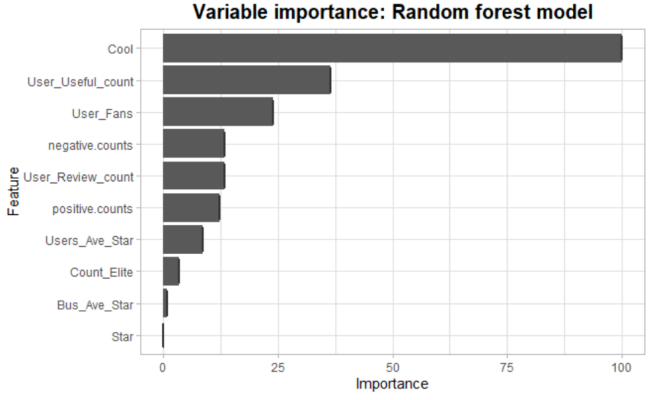 Variable importance: Random forest model
Feature
Cool
User_Useful_count
User_Fans
negative.counts
User_Review_count
positive.counts
Users_Ave_Star
Count_Elite
Bus_Ave_Star
Star
0 25 50 75 100
Importance